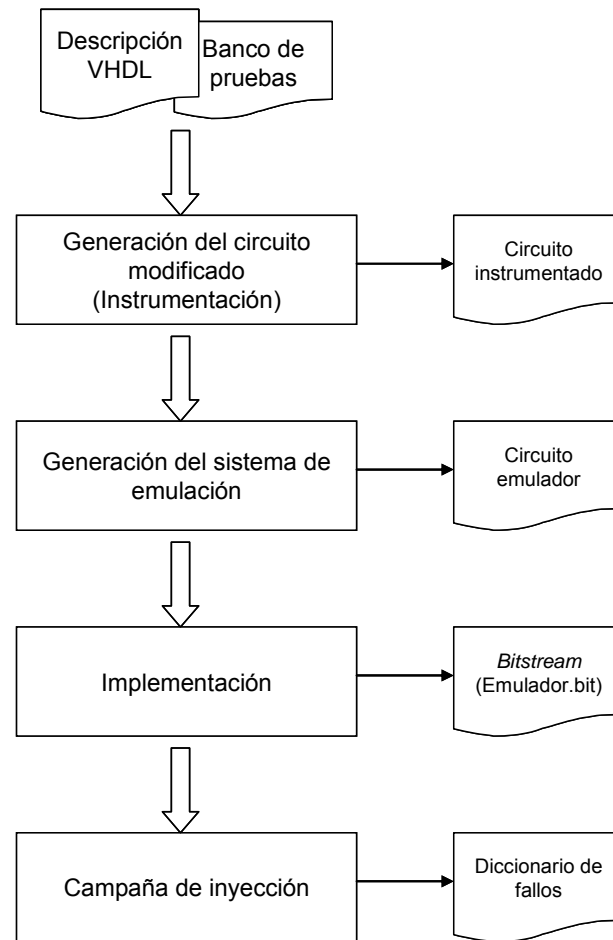 Descripción
VHDL
Banco de
pruebas
Generación del circuito
modificado
(Instrumentación)
Circuito
instrumentado
Generación del sistema de
emulación
Circuito
emulador
Implementación
Bitstream
(Emulador.bit)
Campaña de inyección
Diccionario de
fallos